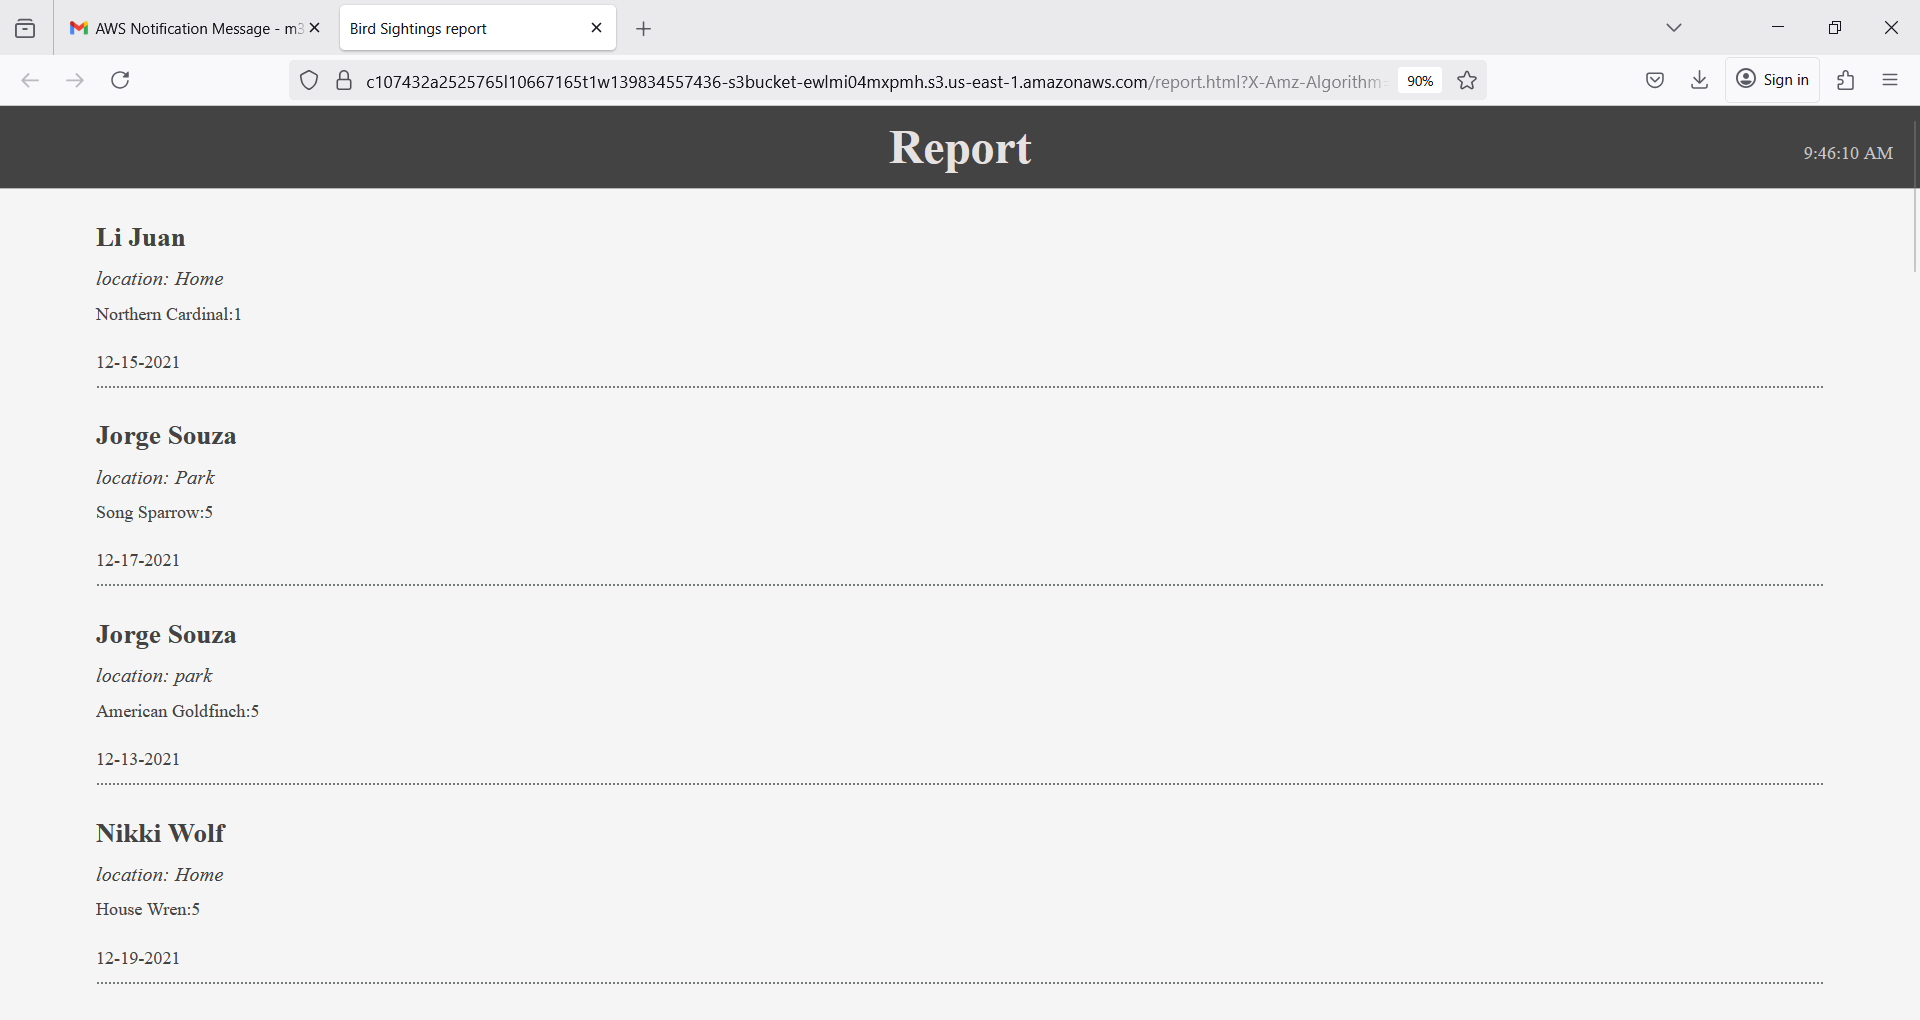 AWS Notification Message - m3
Bird Sightings report
c107432a2525765l10667165t1w139834557436-s3bucket-ewlmi04mxpmh.s3.us-east-1.amazonaws.com/report.html?X-Amz-Algorithm
90%
Sign in
Report
9:46:10 AM
Li Juan
location: Home
Northern Cardinal:1
12-15-2021
Jorge Souza
location: Park
Song Sparrow:5
12-17-2021
Jorge Souza
location: park
American Goldfinch:5
12-13-2021
Nikki Wolf
location: Home
House Wren:5
12-19-2021